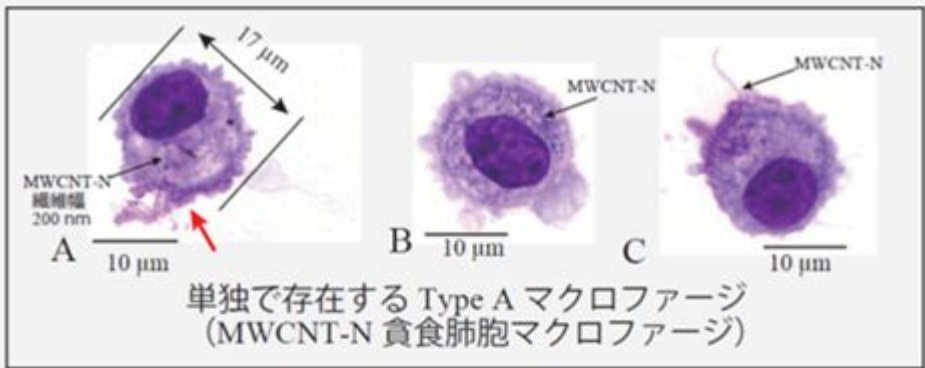 17 μm
MWCNT-N
繊維幅
200 nm
A
10 μm
MWCNT-N
B
10 μm
MWCNT-N
C
10 μm
単独で存在する Type A マクロファージ
（MWCNT-N 貪食肺胞マクロファージ）